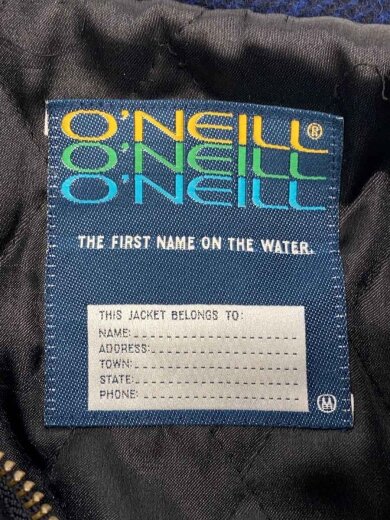 O'NEILL®
O'NEILL
O'NEILL
THE FIRST NAME ON THE WATER.
THIS JACKET BELONGS TO:
NAME:
ADDRESS:
TOWN:
STATE:
PHONE:
M